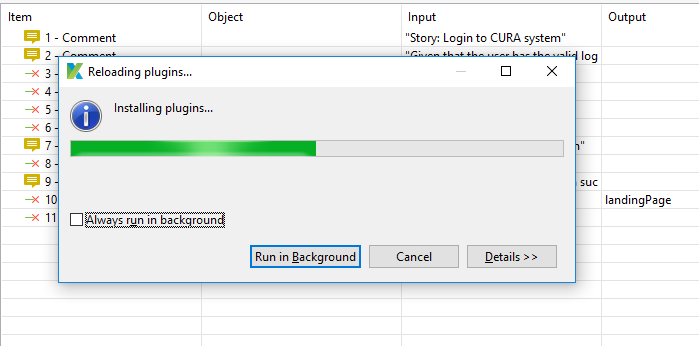 Item Object Input Output
1 - Comment "Story: Login to CURA system"
2 - Comment "Given that the user has the valid log
3 -
Reloading plugins...
4 -
Installing plugins...
5 -
6 -
7 -
8 -
9 - suc
10 landingPage
11
Always run in background
Run in Background Cancel Details >>